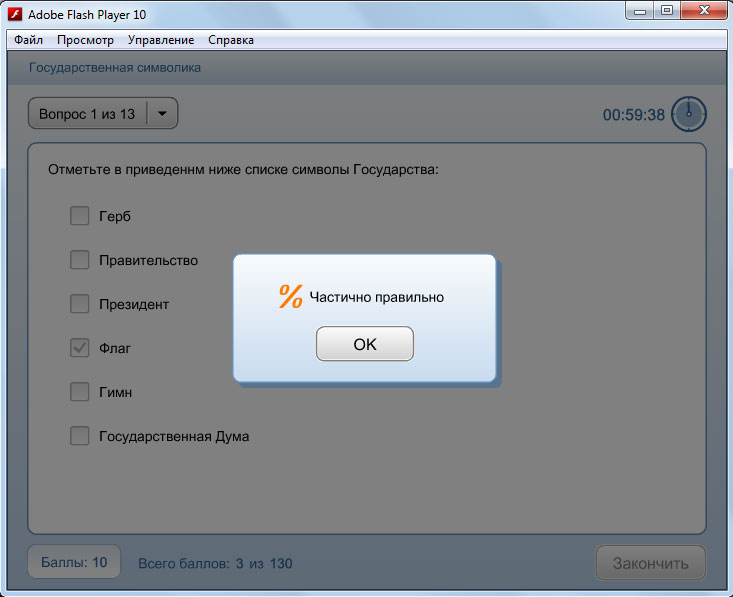 Adobe Flash Player 10
Файл Просмотр Управление Справка
Государственная символика
Вопрос 1 из 13
00:59:38
Отметьте в приведеннм ниже списке символы Государства:
Герб
Правительство
Президент
Флаг
Гимн
Государственная Дума
% Частично правильно
OK
Баллы: 10 Всего баллов: 3 из 130 Закончить